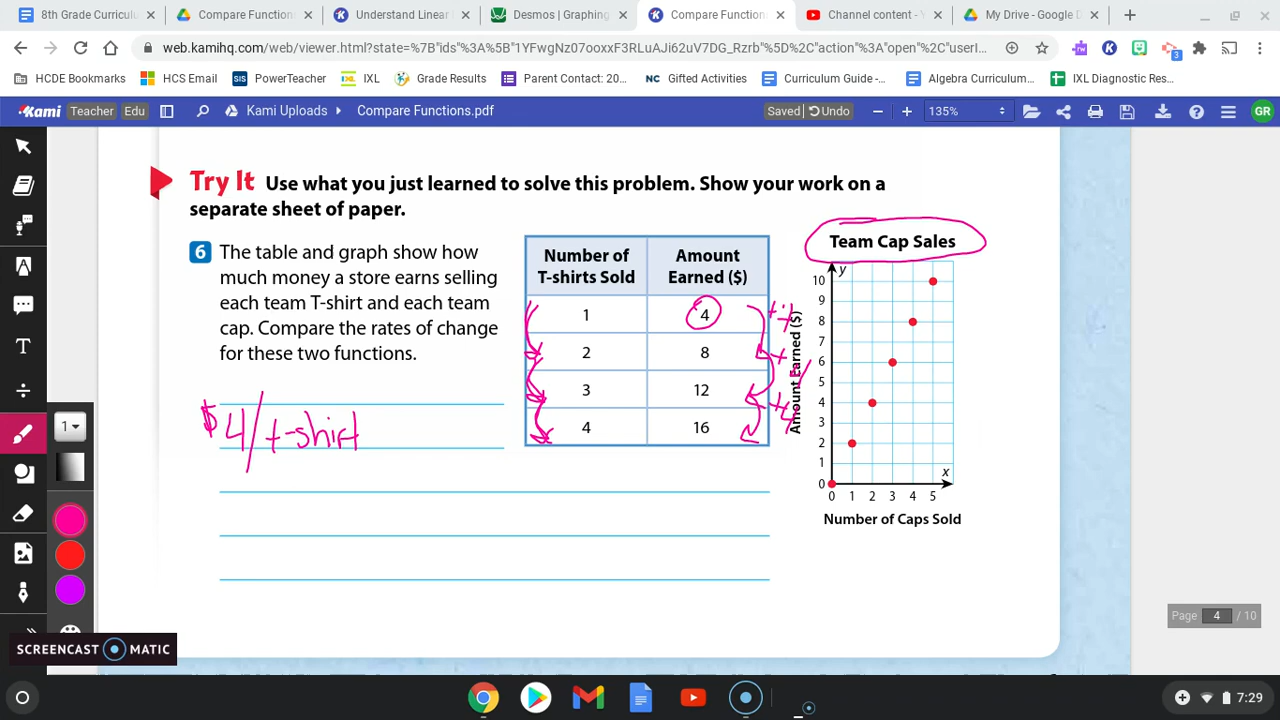 8th Grade Curricu
Compare Function
Understand Linear
Desmos | Graphing
Compare Function
Channel content - Y
My Drive - Google D
web.kamihq.com/web/viewer.html?state=%7B"ids"%3A%5B"1YFwgNz07ooxxF3RLuAJi62uV7DG_Rzrb"%5D%2C"action"%3A"open"%2C"userI...
3
HCDE Bookmarks
HCS Email
SIS PowerTeacher
IXL
Grade Results
Parent Contact: 20...
NC Gifted Activities
Curriculum Guide -...
Algebra Curriculum...
IXL Diagnostic Res...
Kami Teacher Edu
Kami Uploads
Compare Functions.pdf
Saved Undo
135%
GR
Try It Use what you just learned to solve this problem. Show your work on a
separate sheet of paper.
6 The table and graph show how
much money a store earns selling
each team T-shirt and each team
cap. Compare the rates of change
for these two functions.
$4/t-shirt
Number of T-shirts Sold
Amount Earned ($)
1 4
2 8
3 12
4 16
+4
+
+4
Team Cap Sales
y
10
9
8
7
6
5
4
3
2
1
0
x
0 1 2 3 4 5
Amount Earned ($)
Number of Caps Sold
1
Page 4 / 10
SCREENCAST MATIC
7:29